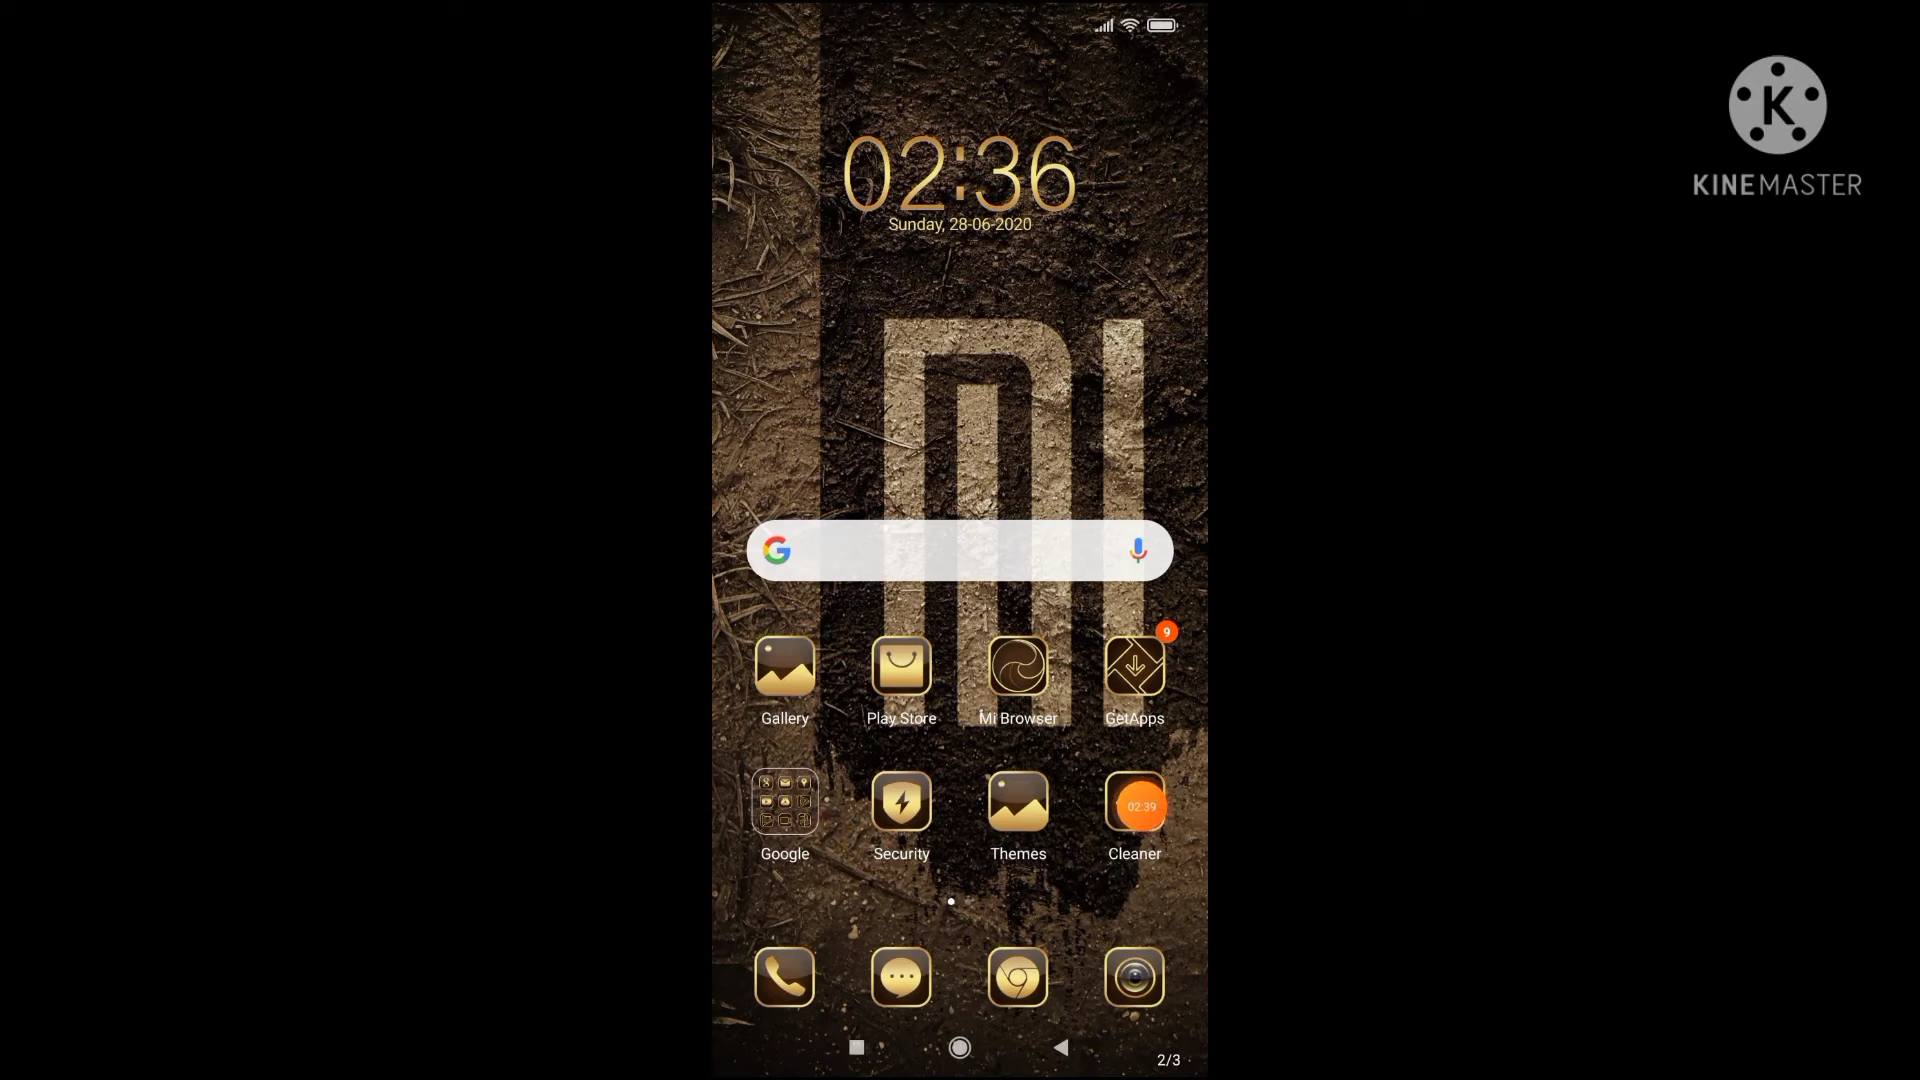 K
KINEMASTER
02:36
Sunday, 28-06-2020
MI
G
9
Gallery
Play Store
Mi Browser
GetApps
02:39
Google
Security
Themes
Cleaner
2/3